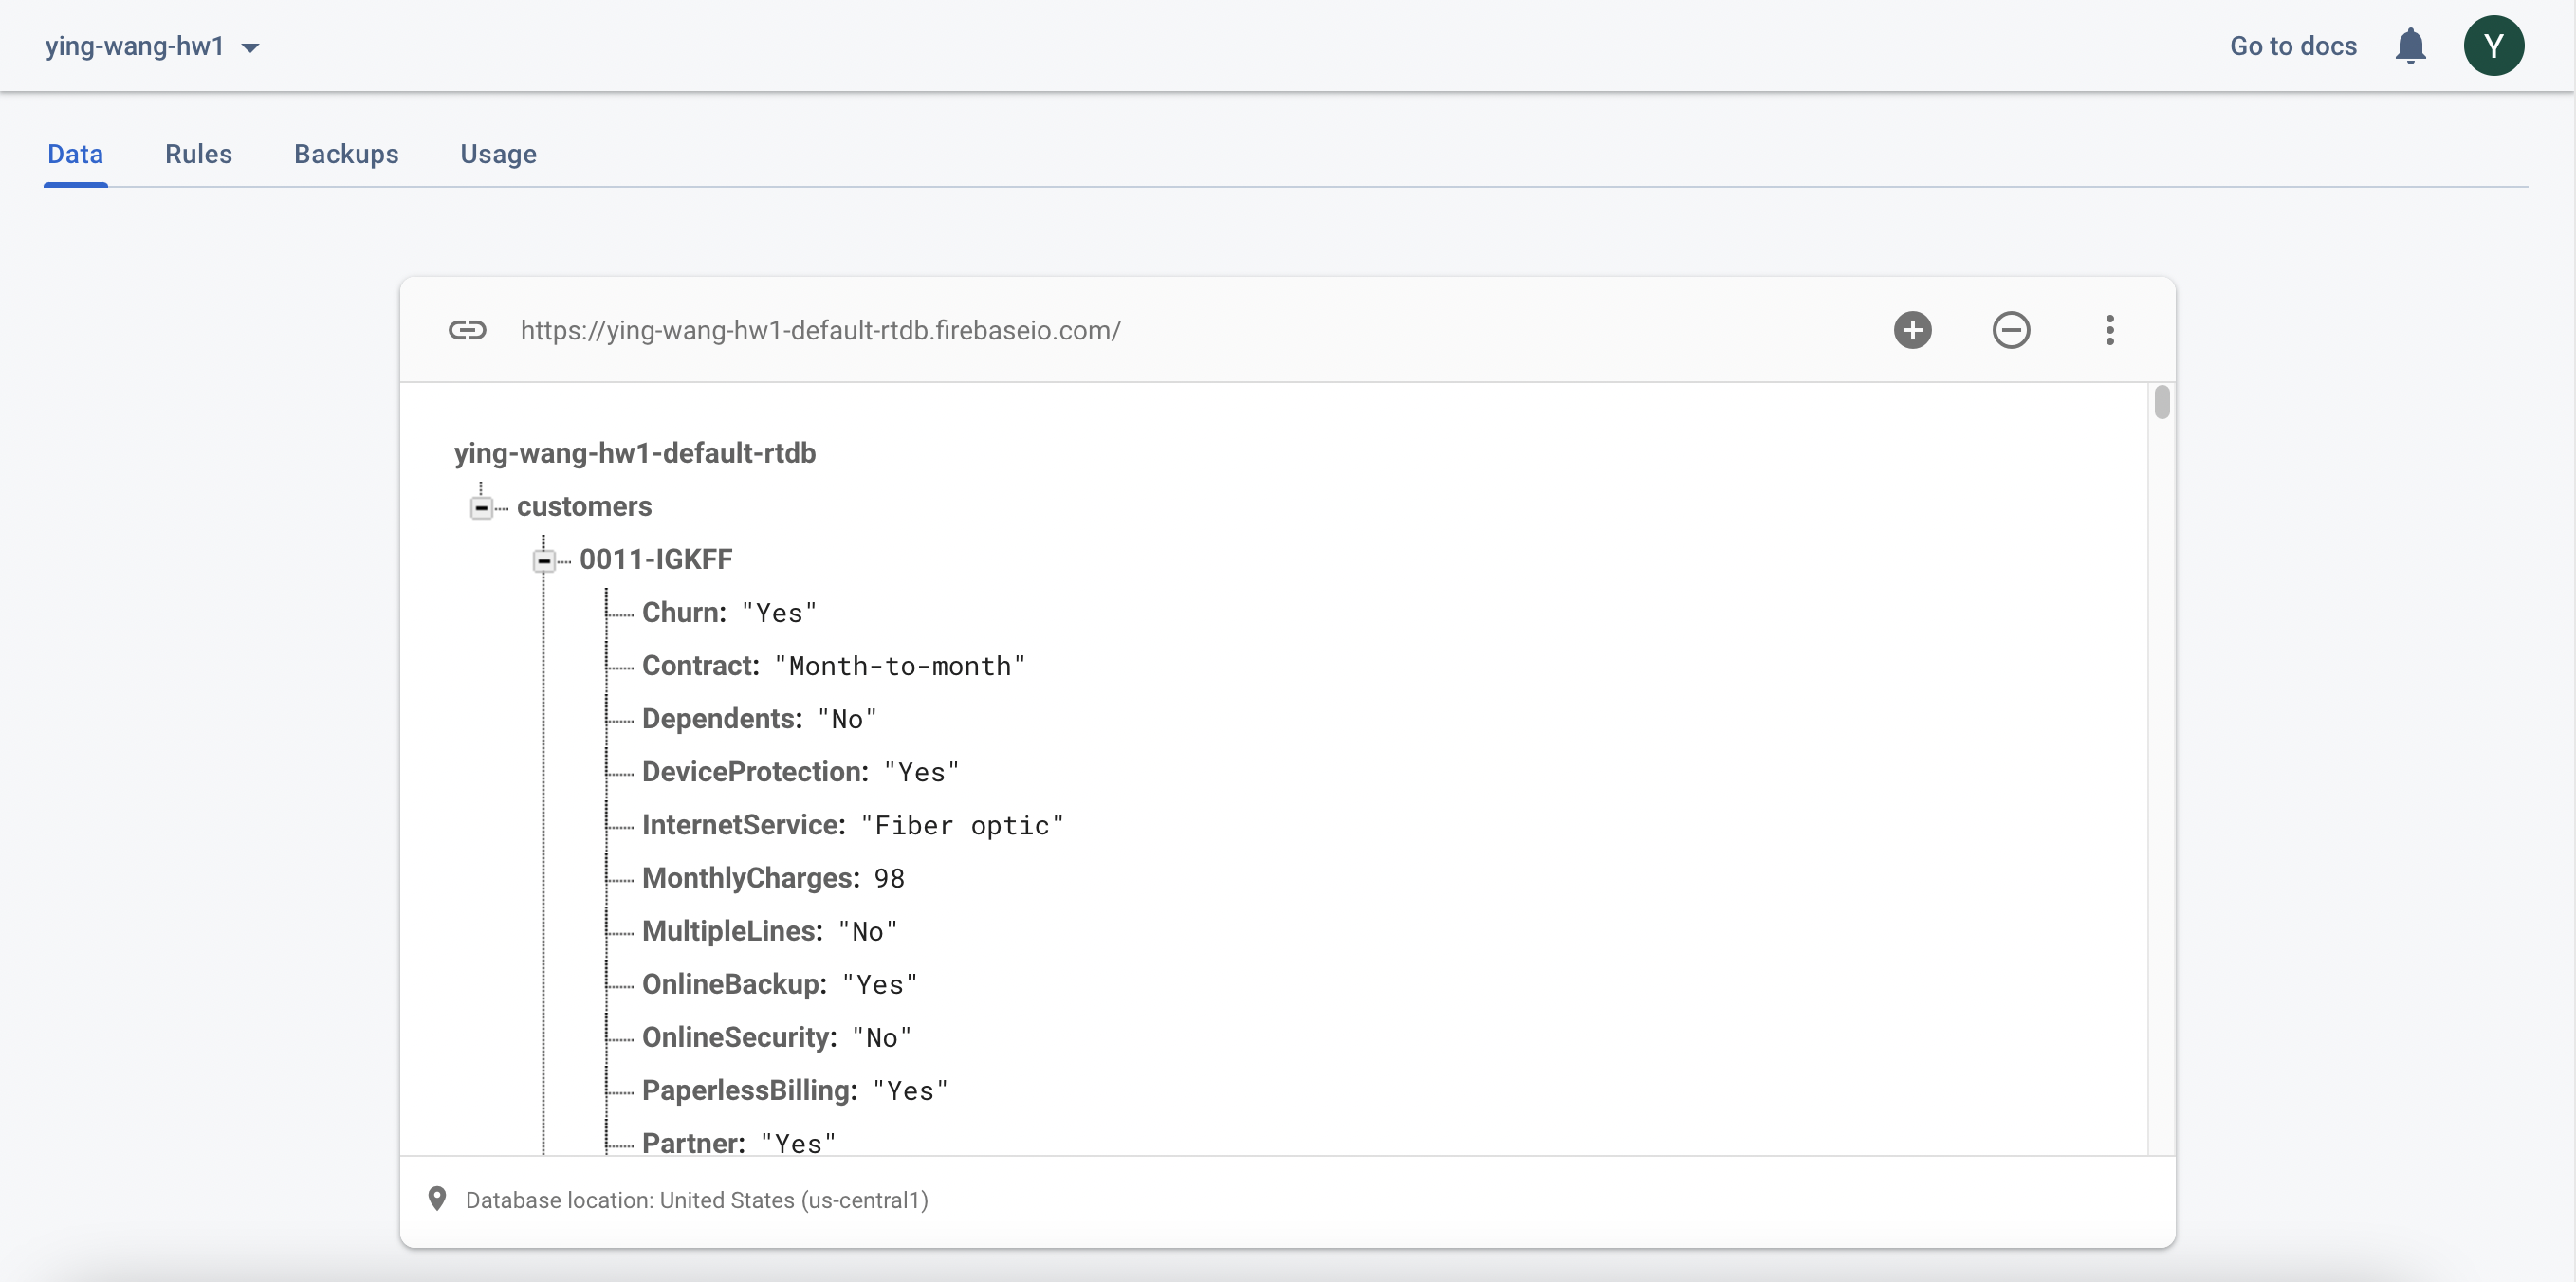 ying-wang-hw1
Go to docs
Y
Data Rules Backups Usage
https://ying-wang-hw1-default-rtdb.firebaseio.com/
ying-wang-hw1-default-rtdb
customers
0011-IGKFF
Churn: "Yes"
Contract: "Month-to-month"
Dependents: "No"
DeviceProtection: "Yes"
InternetService: "Fiber optic"
MonthlyCharges: 98
MultipleLines: "No"
OnlineBackup: "Yes"
OnlineSecurity: "No"
PaperlessBilling: "Yes"
Partner: "Yes"
Database location: United States (us-central1)